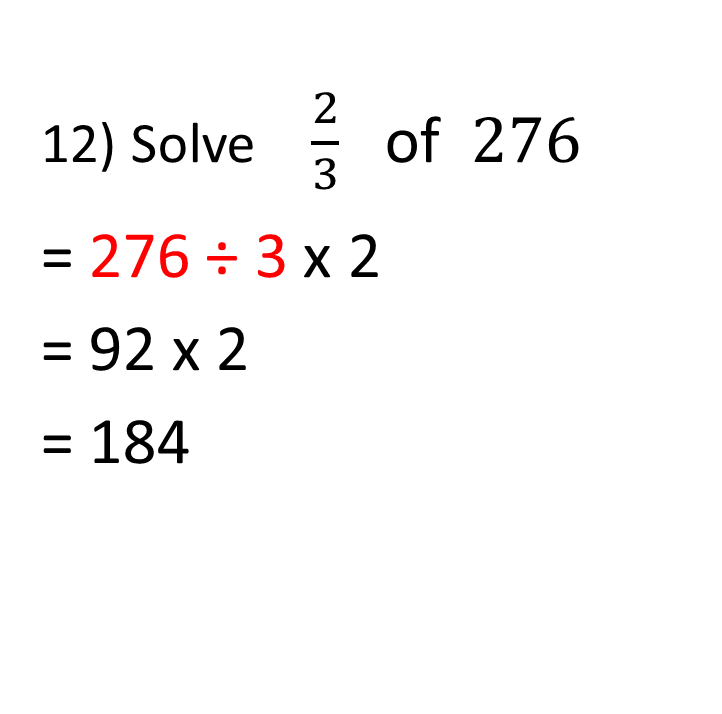 12) Solve 2/3 of 276
= 276 ÷ 3 x 2
= 92 x 2
= 184